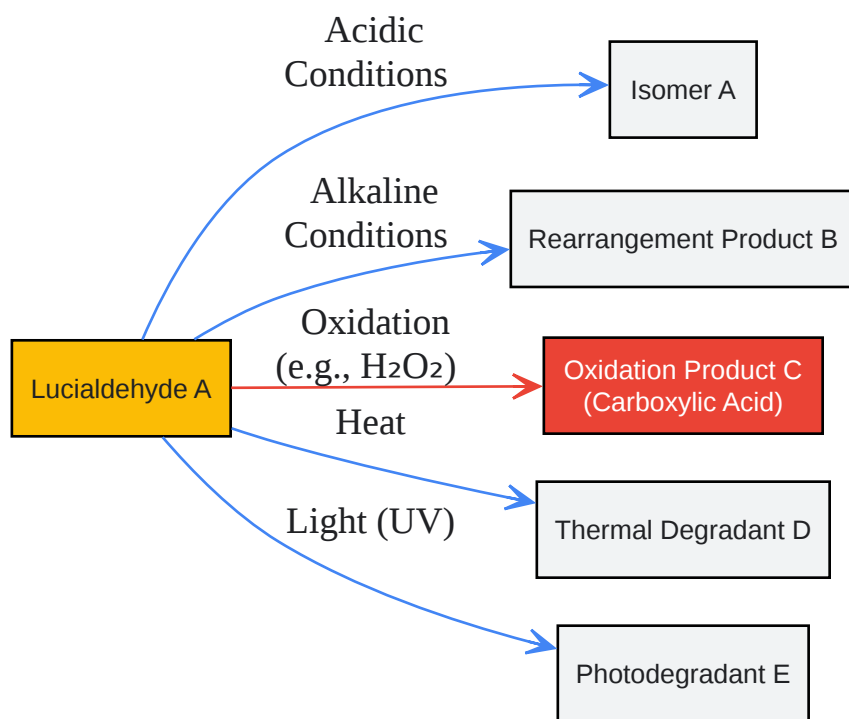 Acidic
Conditions
Isomer A
Alkaline
Conditions
Rearrangement Product B
Oxidation
(e.g., H₂O₂)
Oxidation Product C
(Carboxylic Acid)
Lucialdehyde A
Heat
Thermal Degradant D
Light (UV)
Photodegradant E